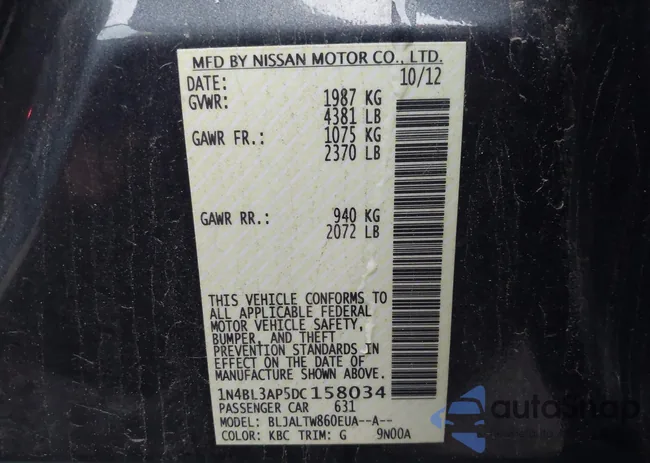 MFD BY NISSAN MOTOR CO., LTD.
DATE: 10/12
GVWR: 1987 KG
4381 LB
GAWR FR.: 1075 KG
2370 LB
GAWR RR.: 940 KG
2072 LB
THIS VEHICLE CONFORMS TO
ALL APPLICABLE FEDERAL
MOTOR VEHICLE SAFETY,
BUMPER, AND THEFT
PREVENTION STANDARDS IN
EFFECT ON THE DATE OF
MANUFACTURE SHOWN ABOVE.
1N4BL3AP5DC158034
PASSENGER CAR 631
MODEL: BLJALTW860EUA--A--
COLOR: KBC TRIM: G 9N00A
autoSnap